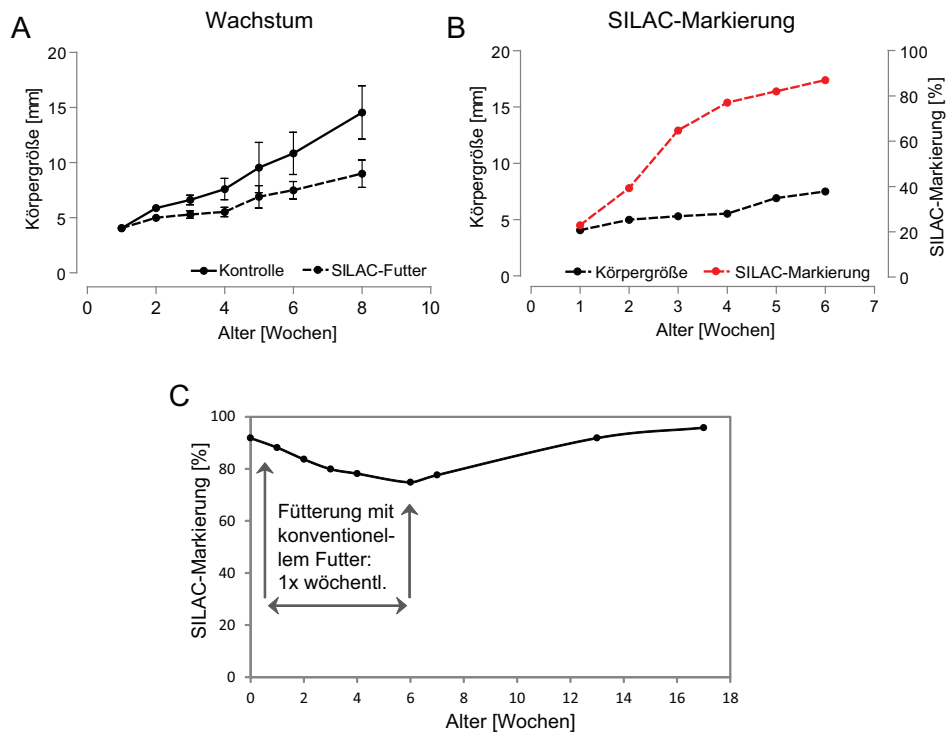 A
Wachstum
Körpergröße [mm]
20
15
10
5
0
Kontrolle
SILAC-Futter
0
2
4
6
8
10
Alter [Wochen]
B
SILAC-Markierung
Körpergröße [mm]
20
15
10
5
0
100
80
60
40
20
0
SILAC-Markierung [%]
Körpergröße
SILAC-Markierung
0
1
2
3
4
5
6
7
Alter [Wochen]
C
SILAC-Markierung [%]
100
80
60
40
20
0
Fütterung mit
konventionel-
lem Futter:
1x wöchentl.
0
2
4
6
8
10
12
14
16
18
Alter [Wochen]